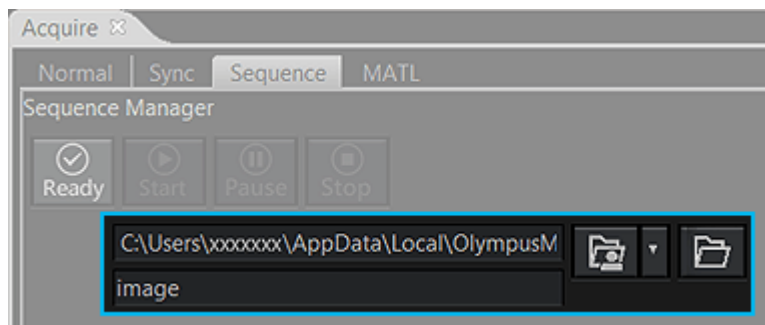 Acquire
Normal Sync Sequence MATL
Sequence Manager
Ready Start Pause Stop
C:\Users\xxxxxxx\AppData\Local\OlympusM
image